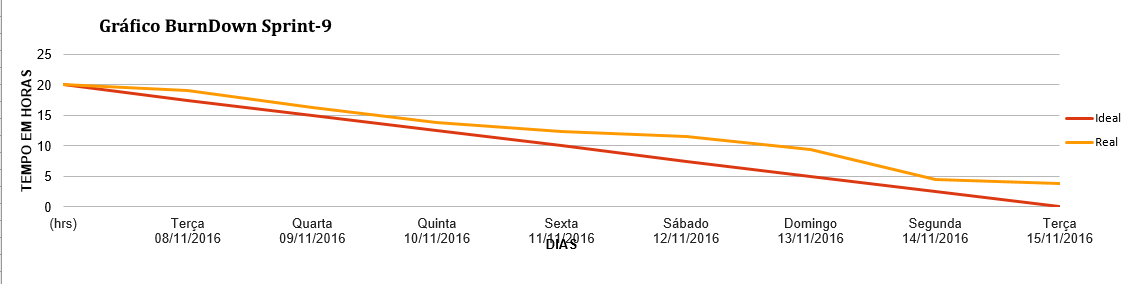 Gráfico BurnDown Sprint-9
TEMPO EM HORAS
25
20
15
10
5
0
Ideal
Real
(hrs)
Terça
08/11/2016
Quarta
09/11/2016
Quinta
10/11/2016
Sexta
11/11/2016
Sábado
12/11/2016
Domingo
13/11/2016
Segunda
14/11/2016
Terça
15/11/2016
DIAS